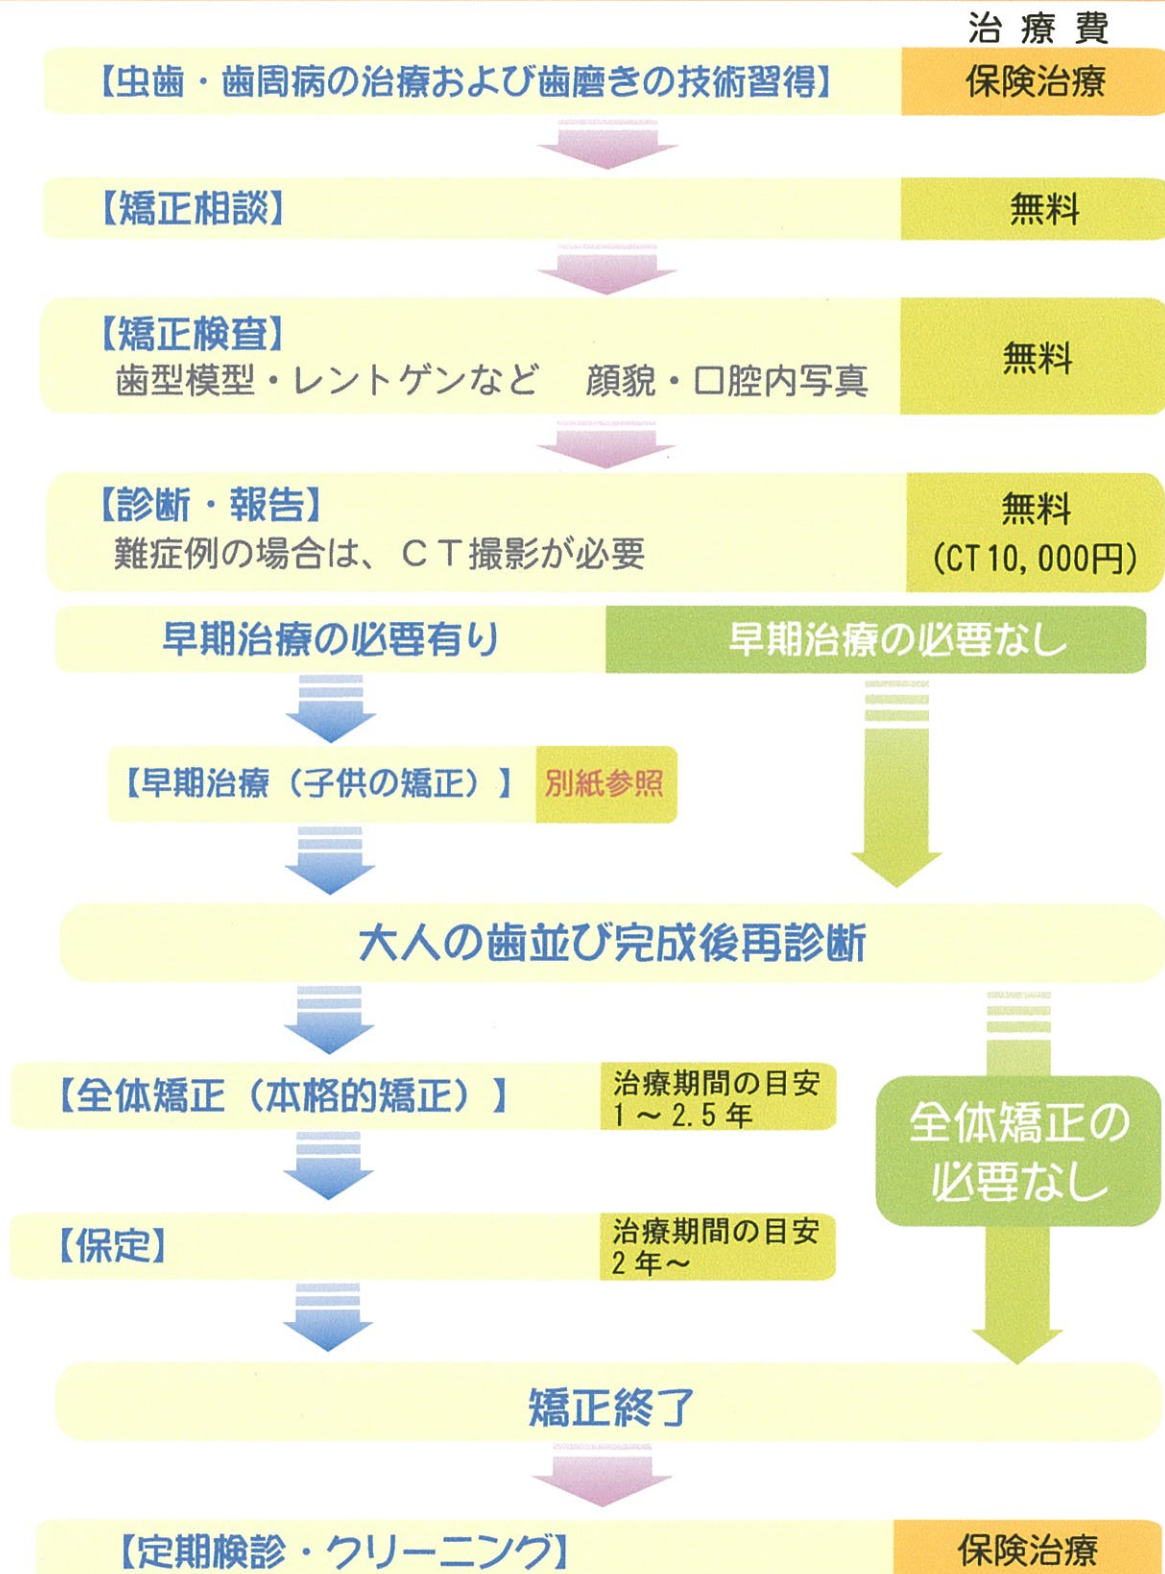 治療費
【虫歯・歯周病の治療および歯磨きの技術習得】
保険治療
【矯正相談】
無料
【矯正検査】
歯型模型・レントゲンなど　顔貌・口腔内写真
無料
【診断・報告】
難症例の場合は、ＣＴ撮影が必要
無料
(CT10,000円)
早期治療の必要有り
早期治療の必要なし
【早期治療（子供の矯正）】
別紙参照
大人の歯並び完成後再診断
【全体矯正（本格的矯正）】
治療期間の目安
1～2.5年
全体矯正の
必要なし
【保定】
治療期間の目安
2年～
矯正終了
【定期検診・クリーニング】
保険治療